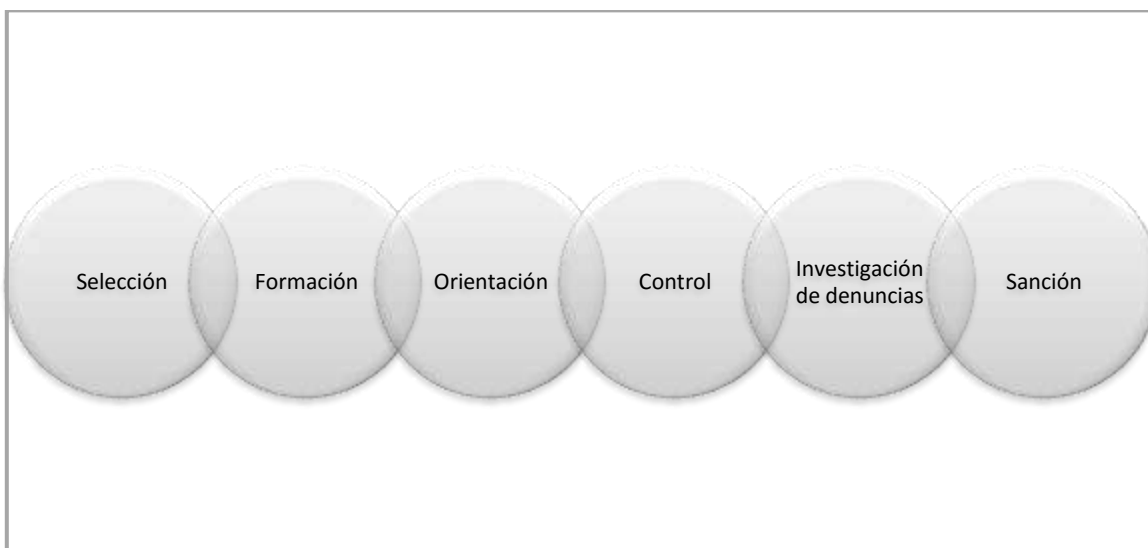 Selección
Formación
Orientación
Control
Investigación
de denuncias
Sanción